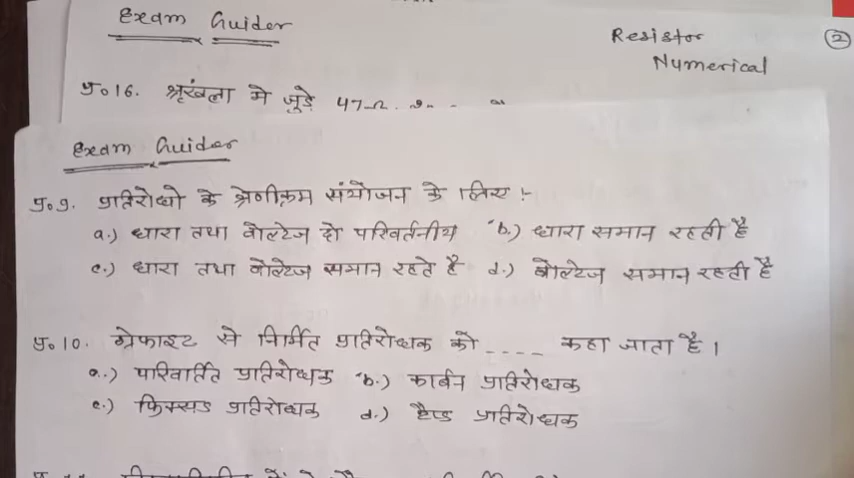 Exam Guider
Resistor
Numerical
2
प्र०16. श्रृंखला मे जुड़े 47Ω
Exam Guider
प्र०9. प्रतिरोधो के श्रेणीक्रम संयोजन के लिए :-
a.) धारा तथा वोल्टेज दो परिवर्तनीय b.) धारा समान रहती है
c.) धारा तथा वोल्टेज समान रहते है d.) वोल्टेज समान रहती है
प्र०10. ग्रेफाइट से निर्मित प्रतिरोधक को ---- कहा जाता है।
a.) परिवर्तित प्रतिरोधक b.) कार्बन प्रतिरोधक
c.) फिक्सड प्रतिरोधक d.) हैण्ड प्रतिरोधक